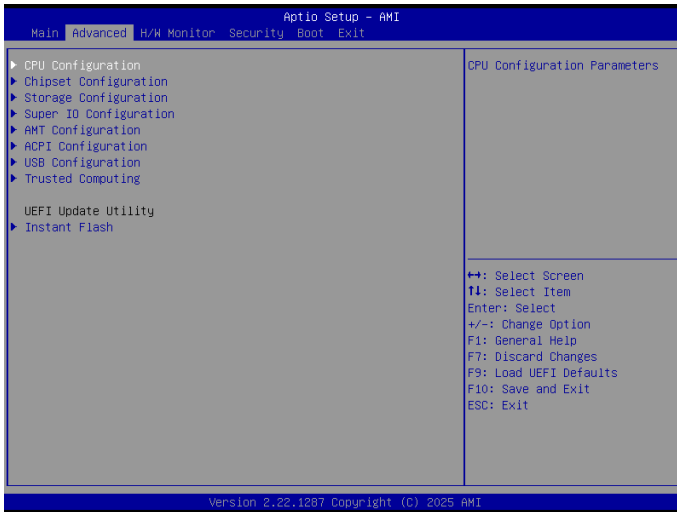 Aptio Setup - AMI
Main Advanced H/W Monitor Security Boot Exit
CPU Configuration
Chipset Configuration
Storage Configuration
Super IO Configuration
AMT Configuration
ACPI Configuration
USB Configuration
Trusted Computing
UEFI Update Utility
Instant Flash
CPU Configuration Parameters
↔: Select Screen
↑↓: Select Item
Enter: Select
+/-: Change Option
F1: General Help
F7: Discard Changes
F9: Load UEFI Defaults
F10: Save and Exit
ESC: Exit
Version 2.22.1287 Copyright (C) 2025 AMI